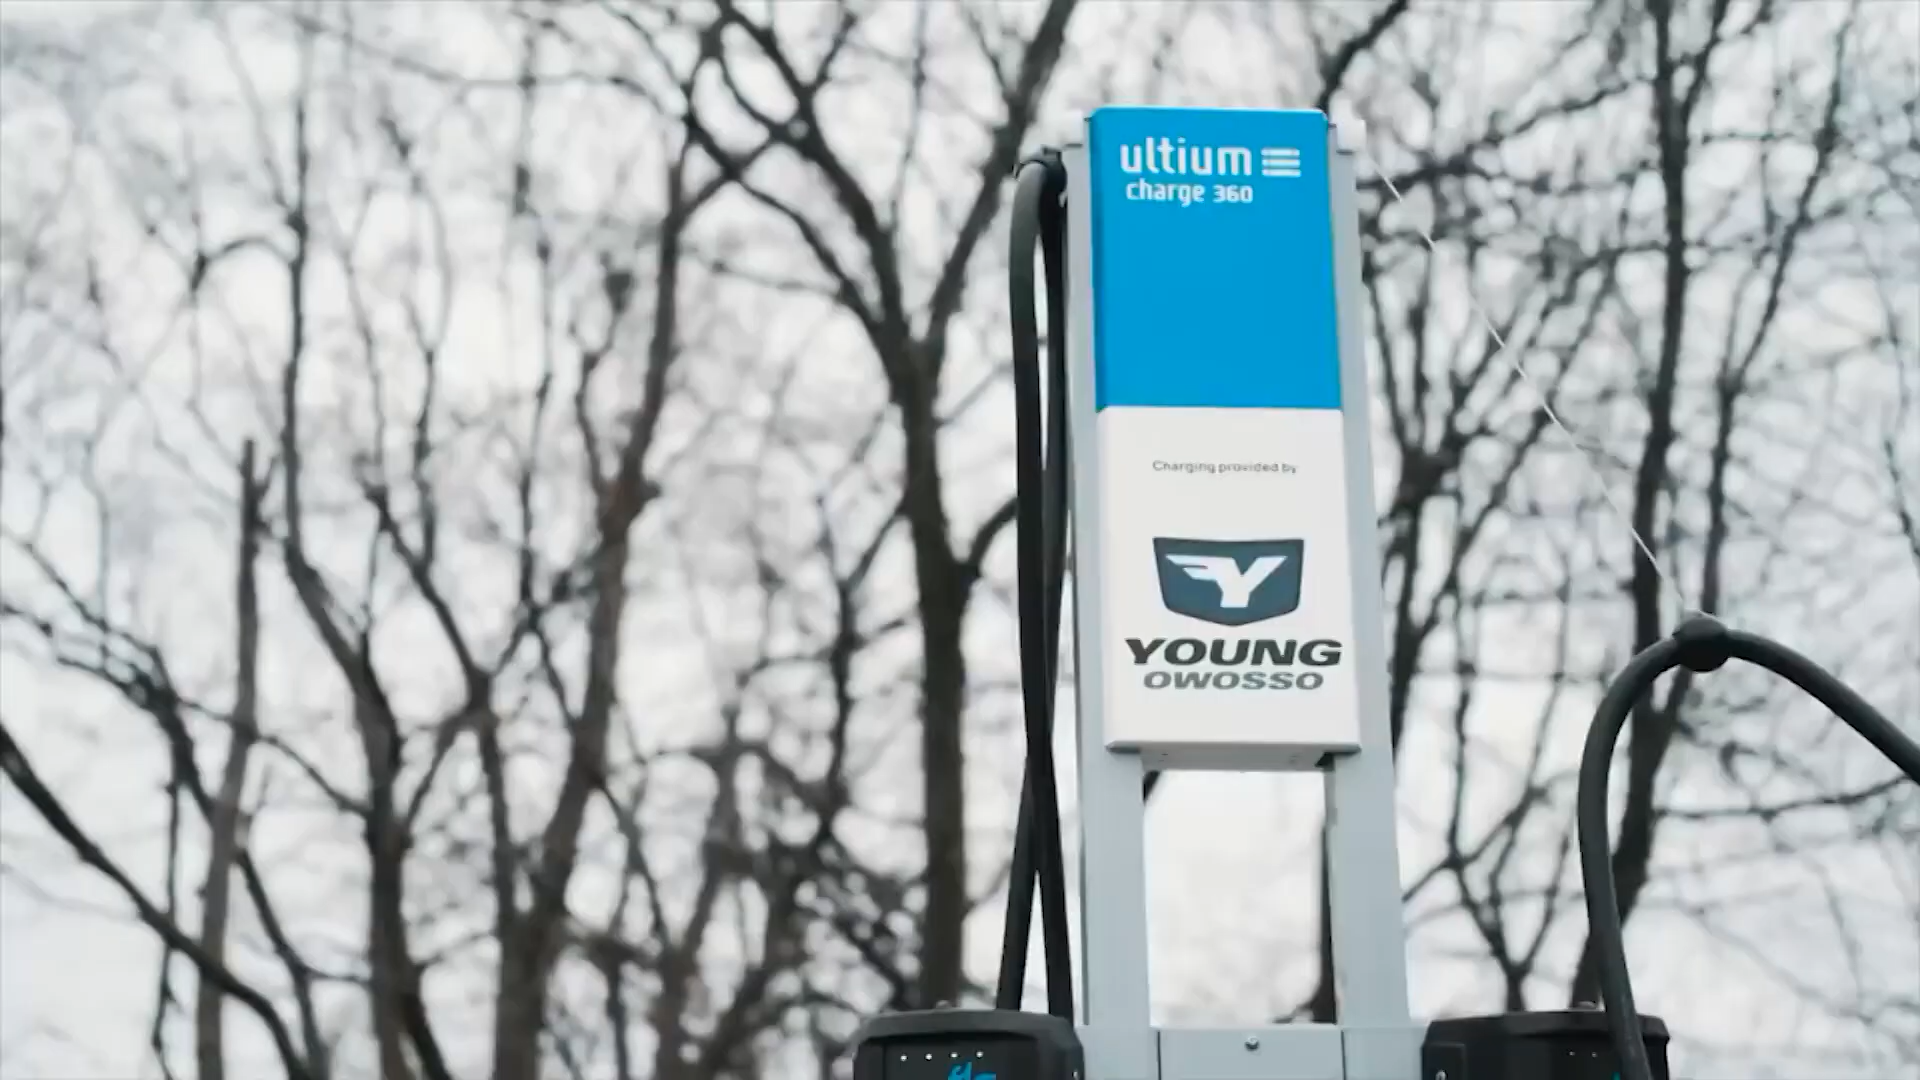 ultium
charge 360
Charging provided by
YOUNG
OWOSSO